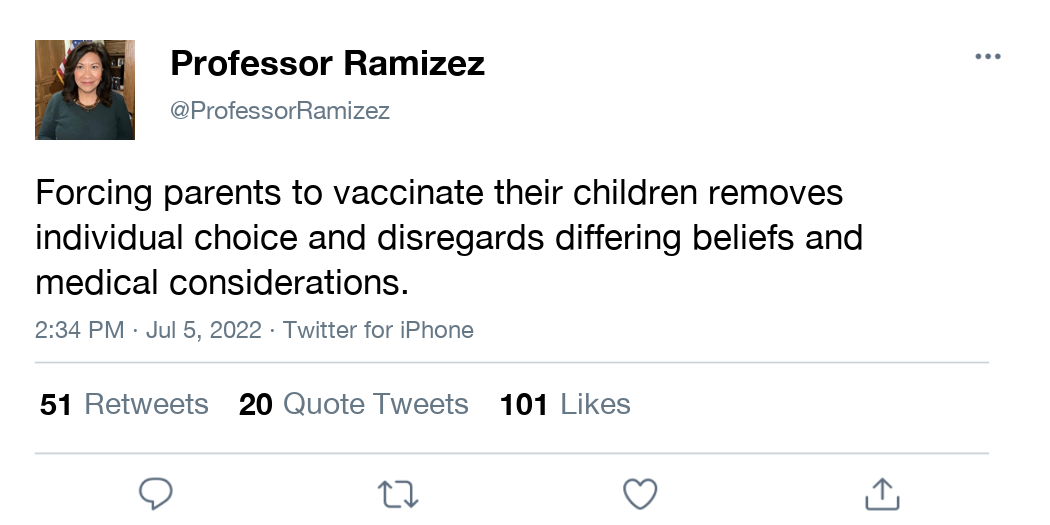 Professor Ramizez
@ProfessorRamizez
Forcing parents to vaccinate their children removes
individual choice and disregards differing beliefs and
medical considerations.
2:34 PM · Jul 5, 2022 · Twitter for iPhone
51 Retweets 20 Quote Tweets 101 Likes